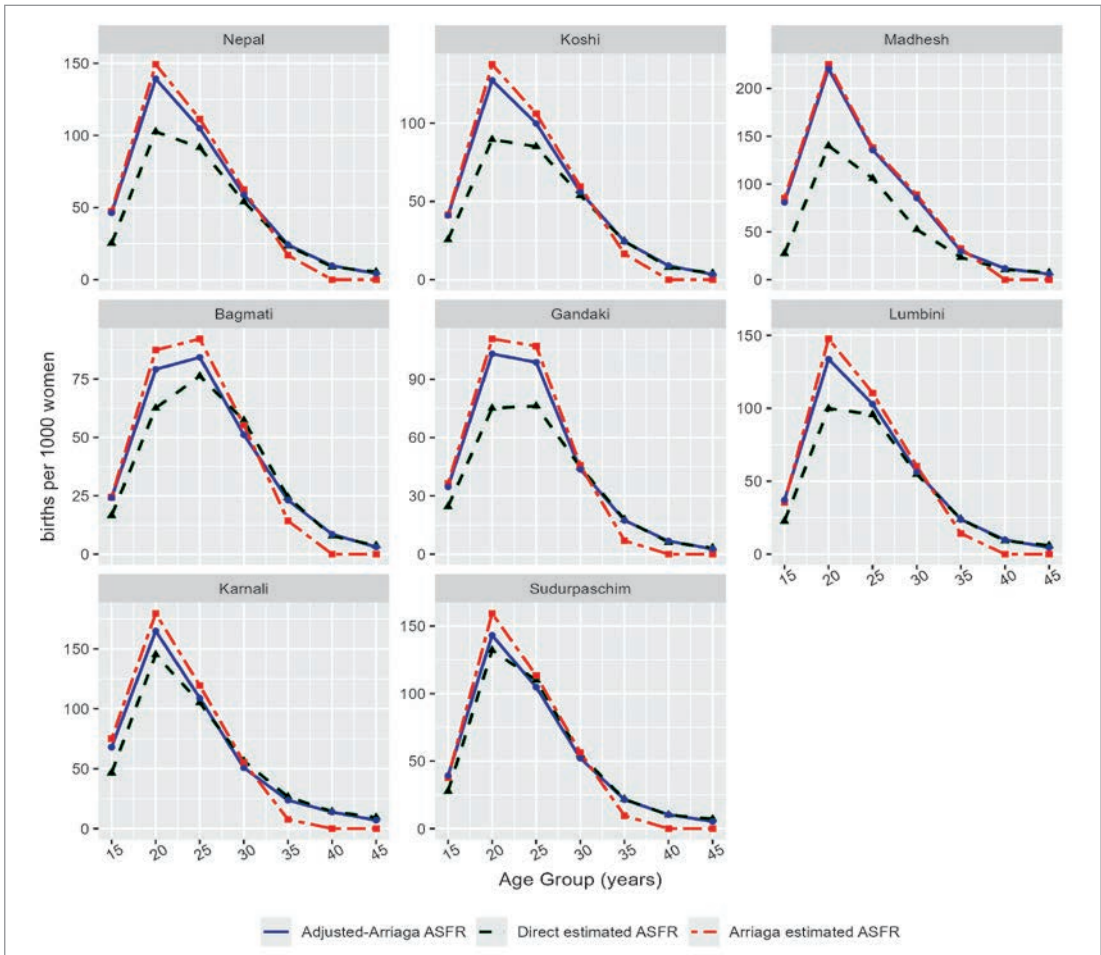 Nepal
Koshi
Madhesh
150
100
50
0
100
50
0
200
150
100
50
0
Bagmati
Gandaki
Lumbini
75
50
25
0
90
60
30
0
150
100
50
0
15 20 25 30 35 40 45
Karnali
Sudurpaschim
150
100
50
0
150
100
50
0
15 20 25 30 35 40 45
15 20 25 30 35 40 45
births per 1000 women
Age Group (years)
Adjusted-Arriaga ASFR
Direct estimated ASFR
Arriaga estimated ASFR